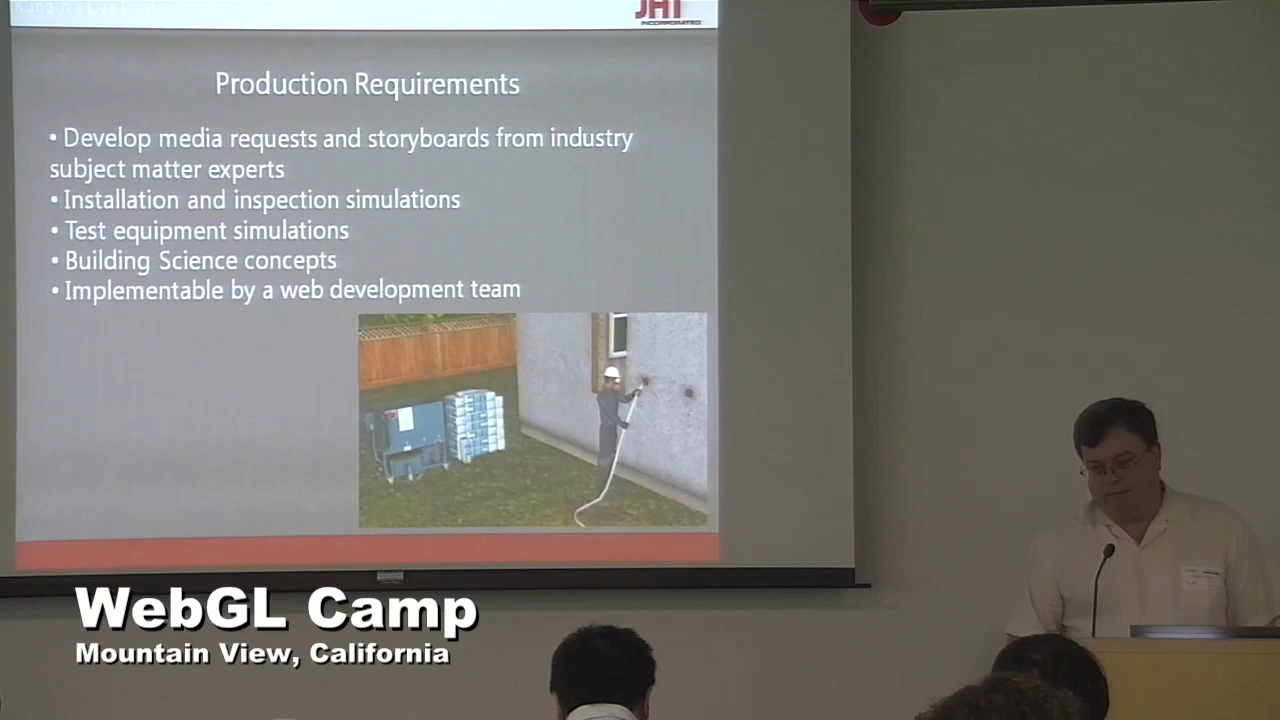 JHT
INCORPORATED
Production Requirements
• Develop media requests and storyboards from industry
subject matter experts
• Installation and inspection simulations
• Test equipment simulations
• Building Science concepts
• Implementable by a web development team
WebGL Camp
Mountain View, California